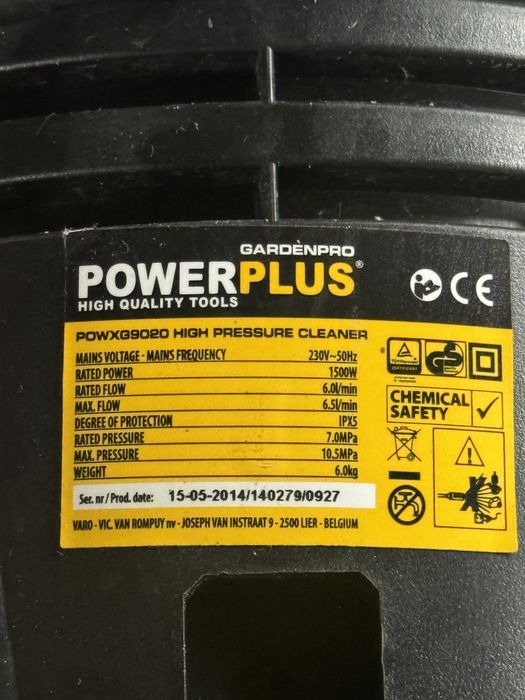 GARDENPRO
POWERPLUS®
HIGH QUALITY TOOLS
CE
POWXG9020 HIGH PRESSURE CLEANER
MAINS VOLTAGE - MAINS FREQUENCY 230V~50Hz
RATED POWER 1500W
RATED FLOW 6.0l/min
MAX. FLOW 6.5l/min
DEGREE OF PROTECTION IPX5
RATED PRESSURE 7.0MPa
MAX. PRESSURE 10.5MPa
WEIGHT 6.0kg
Ser. nr / Prod. date: 15-05-2014/140279/0927
VARO - VIC. VAN ROMPUY nv - JOSEPH VAN INSTRAAT 9 - 2500 LIER - BELGIUM
GS
CHEMICAL
SAFETY